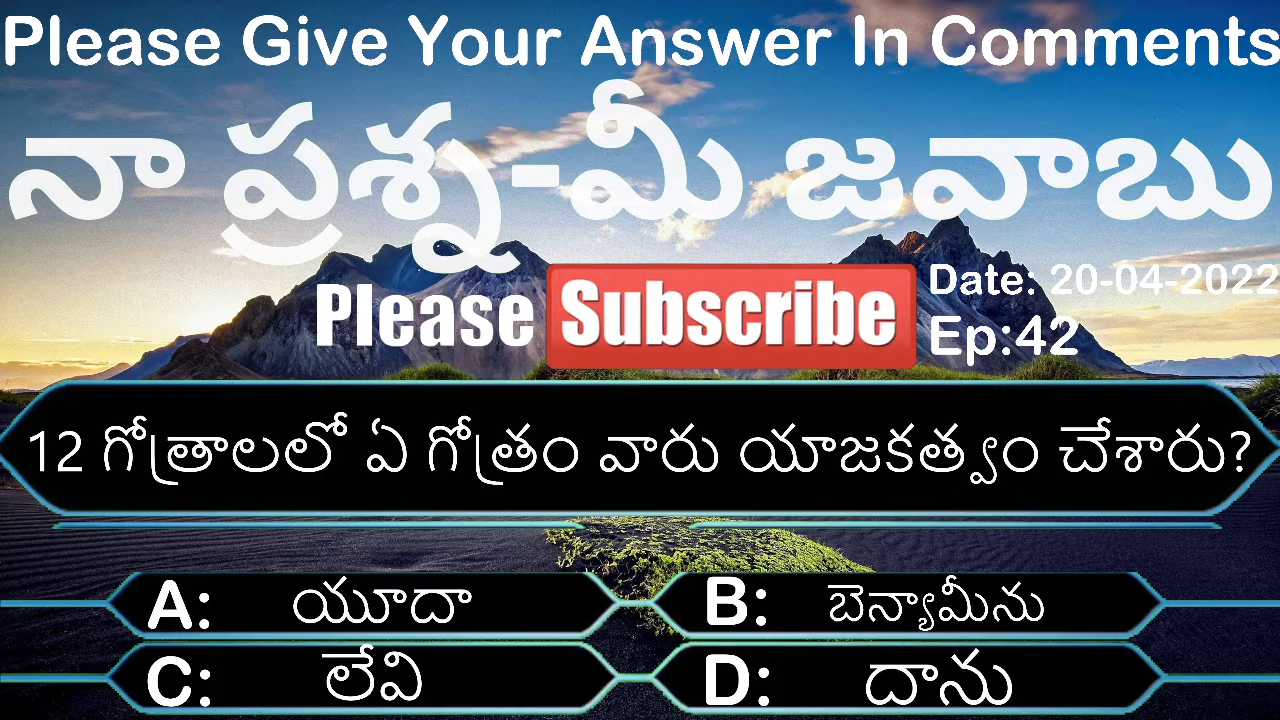 Please Give Your Answer In Comments
నా ప్రశ్న-మీ జవాబు
Please Subscribe
Date: 20-04-2022
Ep:42
12 గోత్రాలలో ఏ గోత్రం వారు యాజకత్వం చేశారు?
A: యూదా
B: బెన్యామీను
C: లేవి
D: దాను